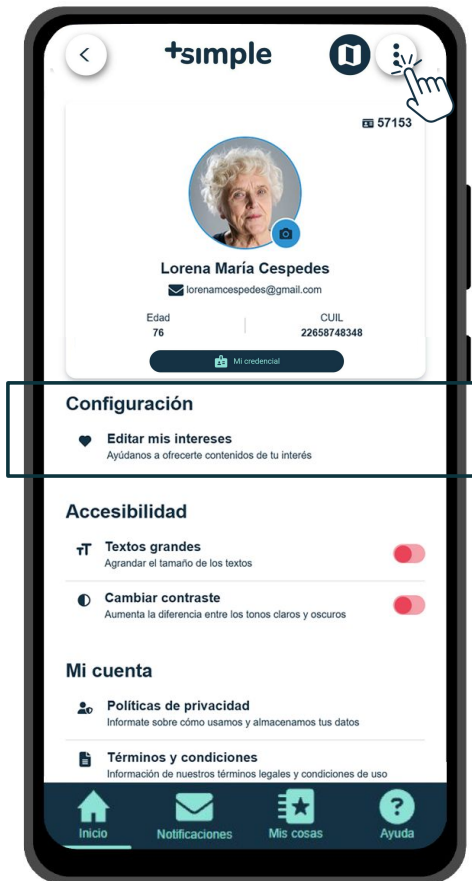 +simple
57153
Lorena María Cespedes
lorenamcespedes@gmail.com
Edad
76
CUIL
22658748348
Mi credencial
Configuración
Editar mis intereses
Ayúdanos a ofrecerte contenidos de tu interés
Accesibilidad
Textos grandes
Agrandar el tamaño de los textos
Cambiar contraste
Aumenta la diferencia entre los tonos claros y oscuros
Mi cuenta
Políticas de privacidad
Informate sobre cómo usamos y almacenamos tus datos
Términos y condiciones
Información de nuestros términos legales y condiciones de uso
Inicio
Notificaciones
Mis cosas
Ayuda